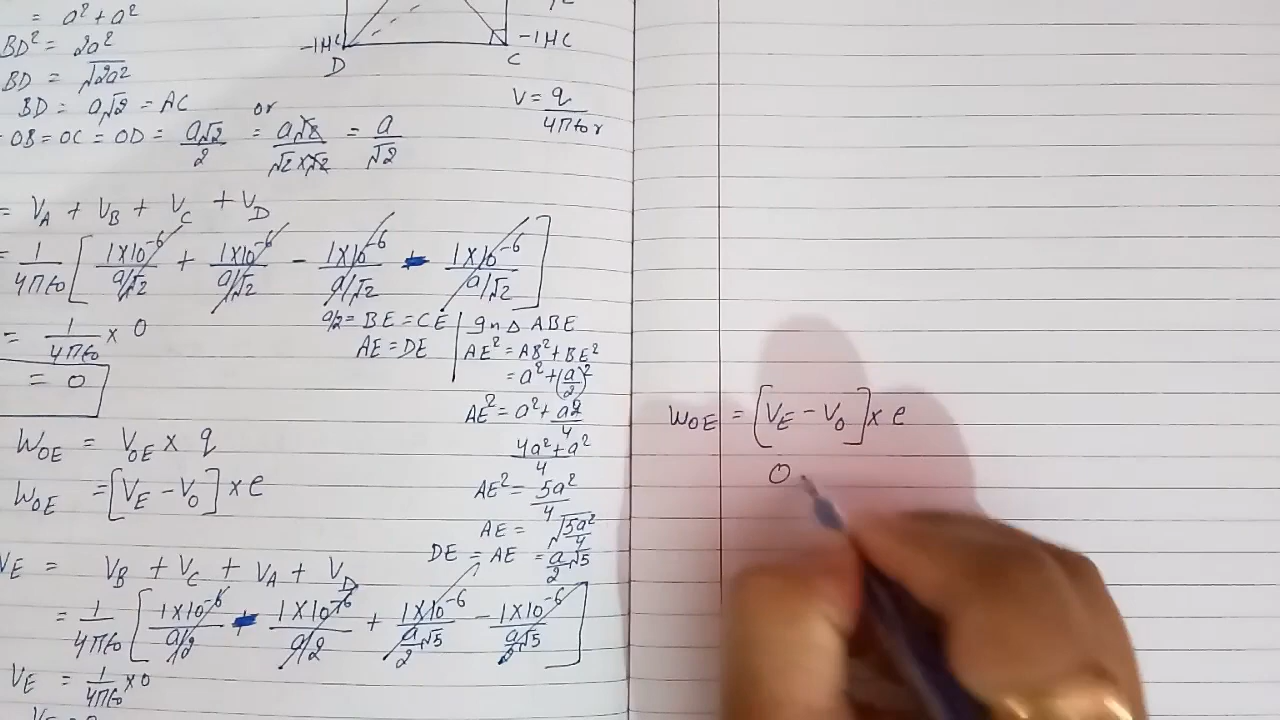 = a² + a²
BD² = 2a²
BD = √2a²
BD = a√2 = AC
OB = OC = OD = a√2/2 = or a√2/√2×√2 = a/√2
-1μC
D
-1μC
C
V = q/4πε₀r
= V_A + V_B + V_C + V_D
= 1/4πε₀ [1×10⁻⁶/a/√2 + 1×10⁻⁶/a/√2 - 1×10⁻⁶/a/√2 - 1×10⁻⁶/a/√2]
= 1/4πε₀ × 0
= 0
a/2 = BE = CE
AE = DE
In △ ABE
AE² = AB² + BE²
= a² + (a/2)²
AE² = a² + a2/4
4a² + a²/4
AE² = 5a²/4
AE = √5a²/4
DE = AE = a/2 √5
W_OE = V_OE × q
W_OE = [V_E - V_O] × e
V_E = V_B + V_C + V_A + V_D
= 1/4πε₀ [1×10⁻⁶/a/2 - 1×10⁻⁶/a/2 + 1×10⁻⁶/a/2√5 - 1×10⁻⁶/a/2√5]
V_E = 1/4πε₀ × 0
W_OE = [V_E - V_O] × e
0